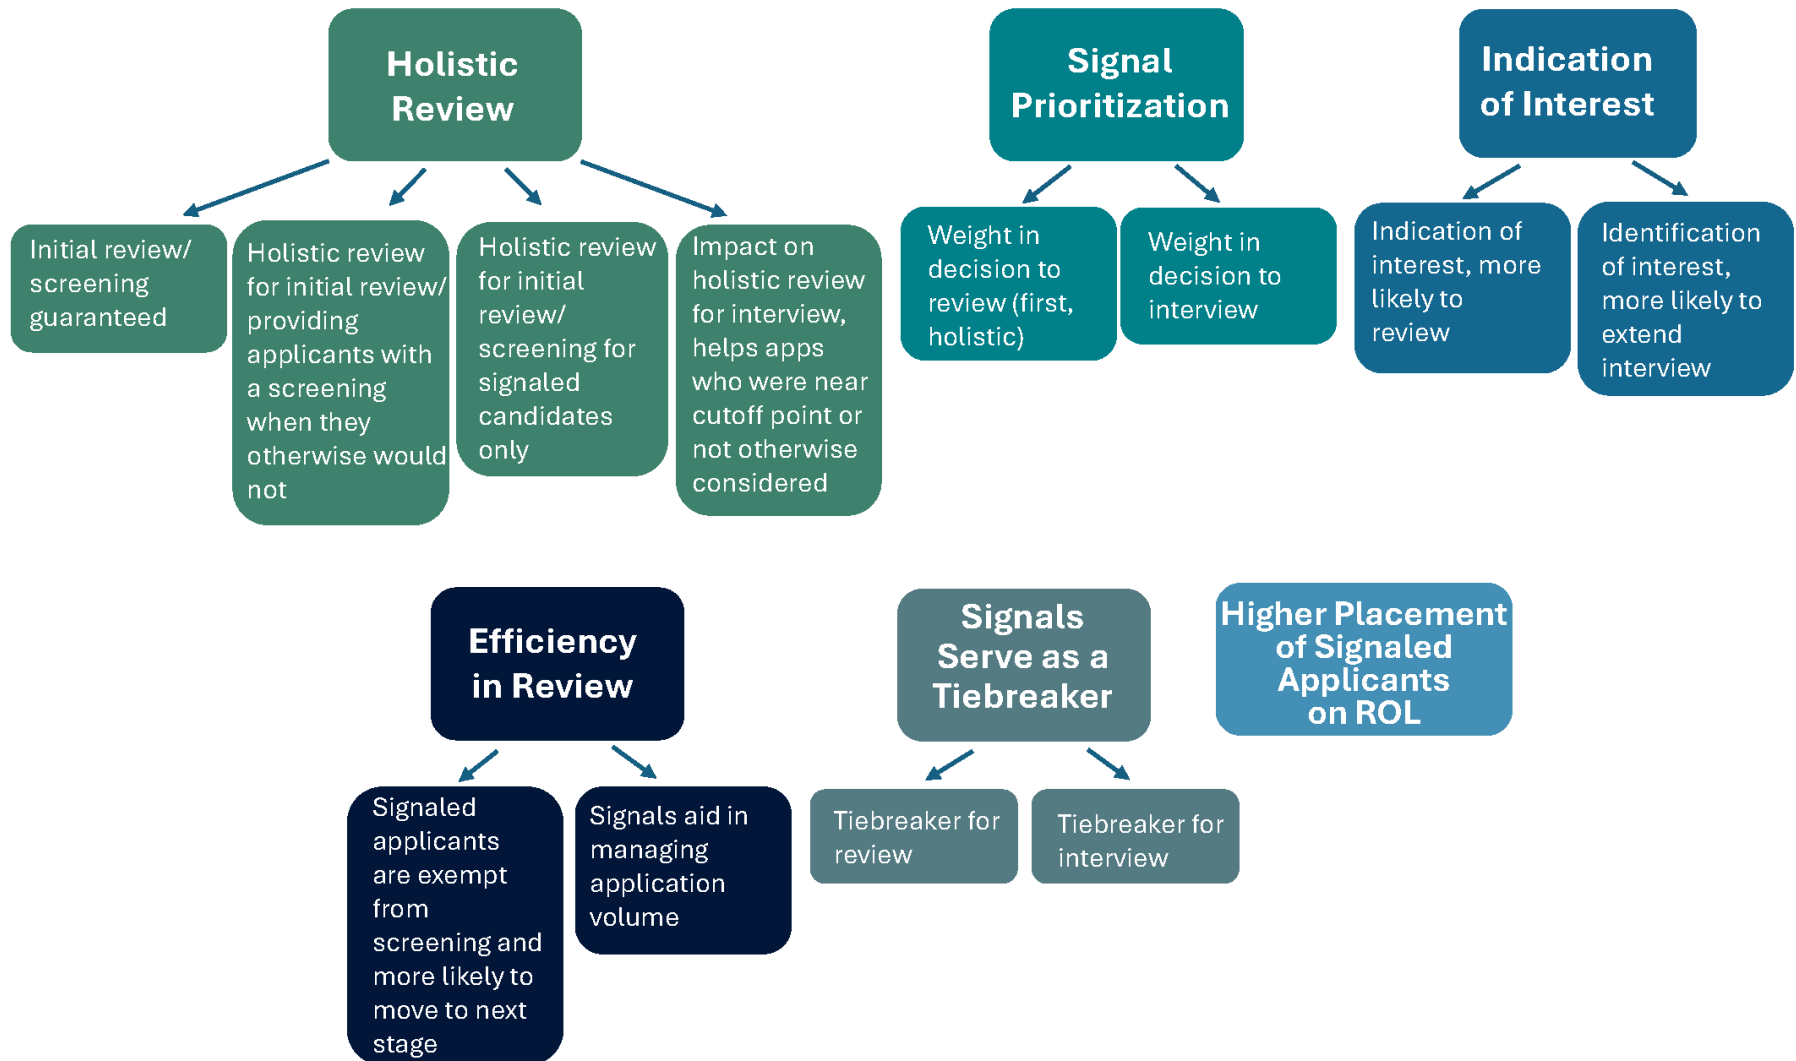 Holistic
Review
Signal
Prioritization
Indication
of Interest
Initial review/
screening
guaranteed
Holistic review
for initial review/
providing
applicants with
a screening
when they
otherwise would
not
Holistic review
for initial
review/
screening for
signaled
candidates
only
Impact on
holistic review
for interview,
helps apps
who were near
cutoff point or
not otherwise
considered
Weight in
decision to
review (first,
holistic)
Weight in
decision to
interview
Indication of
interest, more
likely to
review
Identification
of interest,
more likely to
extend
interview
Efficiency
in Review
Signals
Serve as a
Tiebreaker
Higher Placement
of Signaled
Applicants
on ROL
Signaled
applicants
are exempt
from
screening and
more likely to
move to next
stage
Signals aid in
managing
application
volume
Tiebreaker for
review
Tiebreaker for
interview